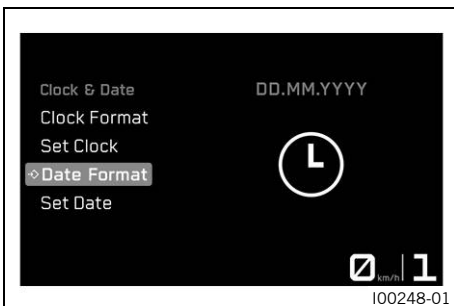 Clock & Date
DD.MM.YYYY
Clock Format
Set Clock
Date Format
Set Date
0 km/h 1
I00248-01